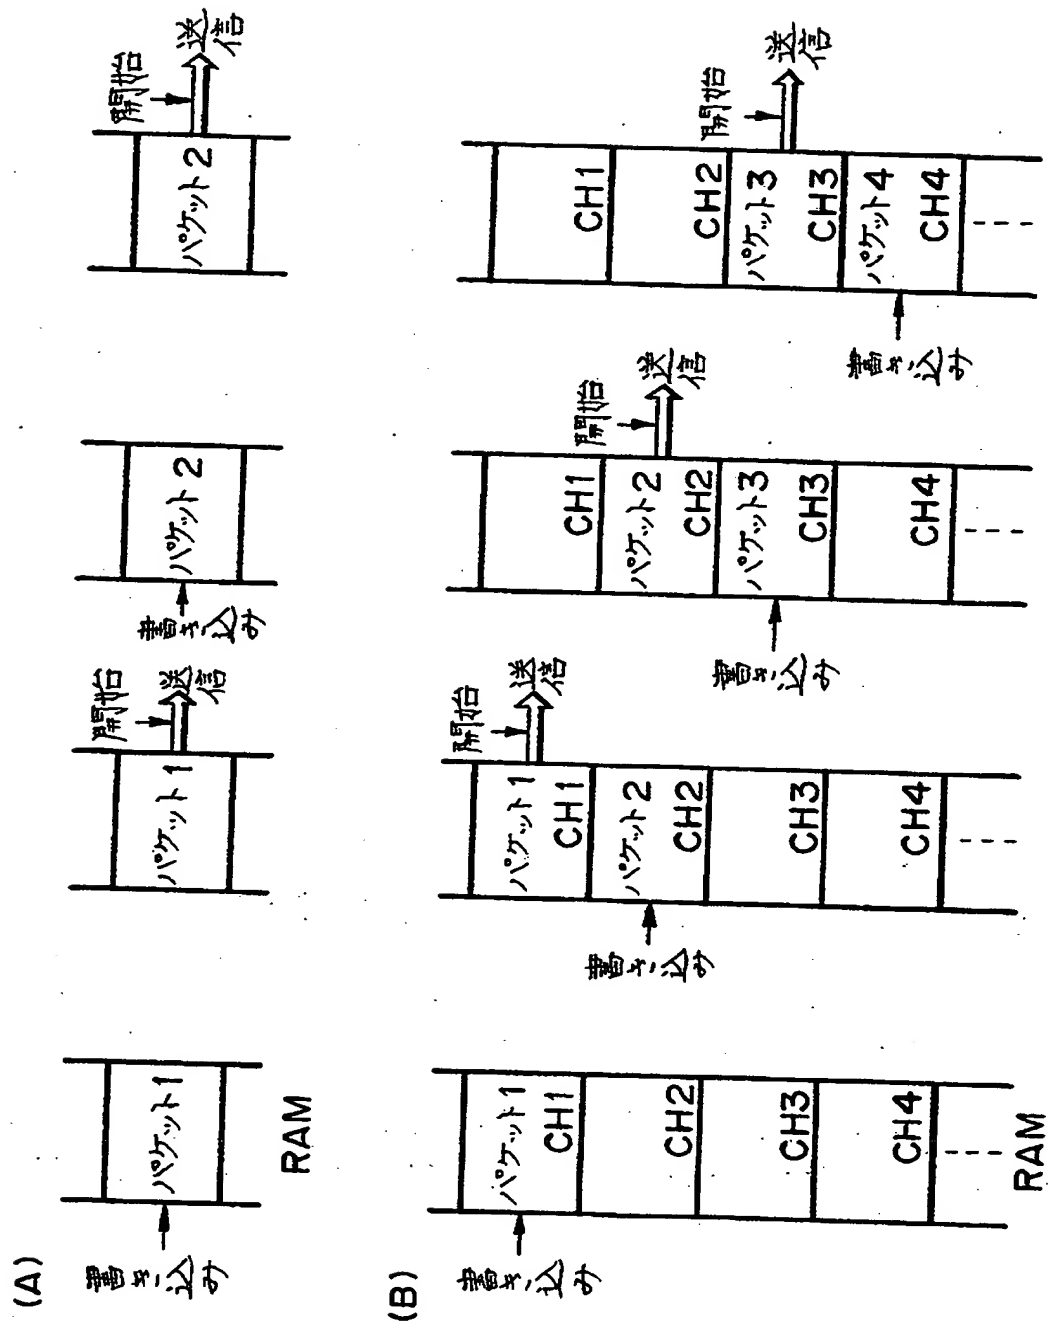 (A)
書き込み
パケット1
RAM
パケット1
開始
送信
書き込み
パケット2
パケット2
開始
送信
(B)
書き込み
パケット1
CH1
CH2
CH3
CH4
RAM
書き込み
パケット1
CH1
パケット2
CH2
CH3
CH4
開始
送信
書き込み
CH1
パケット2
CH2
パケット3
CH3
CH4
開始
送信
書き込み
CH1
CH2
パケット3
CH3
パケット4
CH4
開始
送信